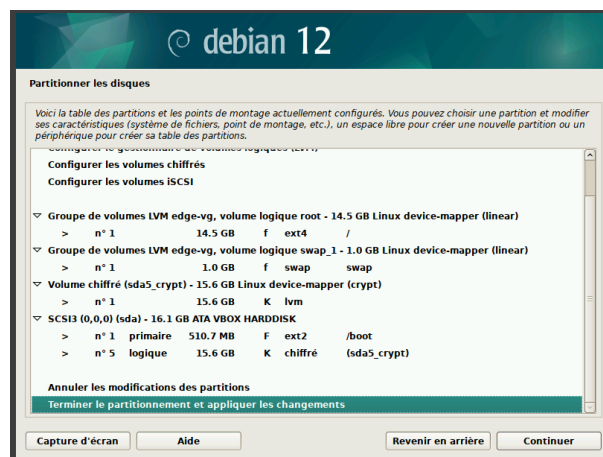 debian 12
Partitionner les disques
Voici la table des partitions et les points de montage actuellement configurés. Vous pouvez choisir une partition et modifier
ses caractéristiques (système de fichiers, point de montage, etc.), un espace libre pour créer une nouvelle partition ou un
périphérique pour créer sa table des partitions.
Configurer le gestionnaire de volumes logiques (LVM)
Configurer les volumes chiffrés
Configurer les volumes iSCSI
Groupe de volumes LVM edge-vg, volume logique root - 14.5 GB Linux device-mapper (linear)
> n° 1 14.5 GB f ext4 /
Groupe de volumes LVM edge-vg, volume logique swap_1 - 1.0 GB Linux device-mapper (linear)
> n° 1 1.0 GB f swap swap
Volume chiffré (sda5_crypt) - 15.6 GB Linux device-mapper (crypt)
> n° 1 15.6 GB K lvm
SCSI3 (0,0,0) (sda) - 16.1 GB ATA VBOX HARDDISK
> n° 1 primaire 510.7 MB F ext2 /boot
> n° 5 logique 15.6 GB K chiffré (sda5_crypt)
Annuler les modifications des partitions
Terminer le partitionnement et appliquer les changements
Capture d'écran Aide Revenir en arrière Continuer